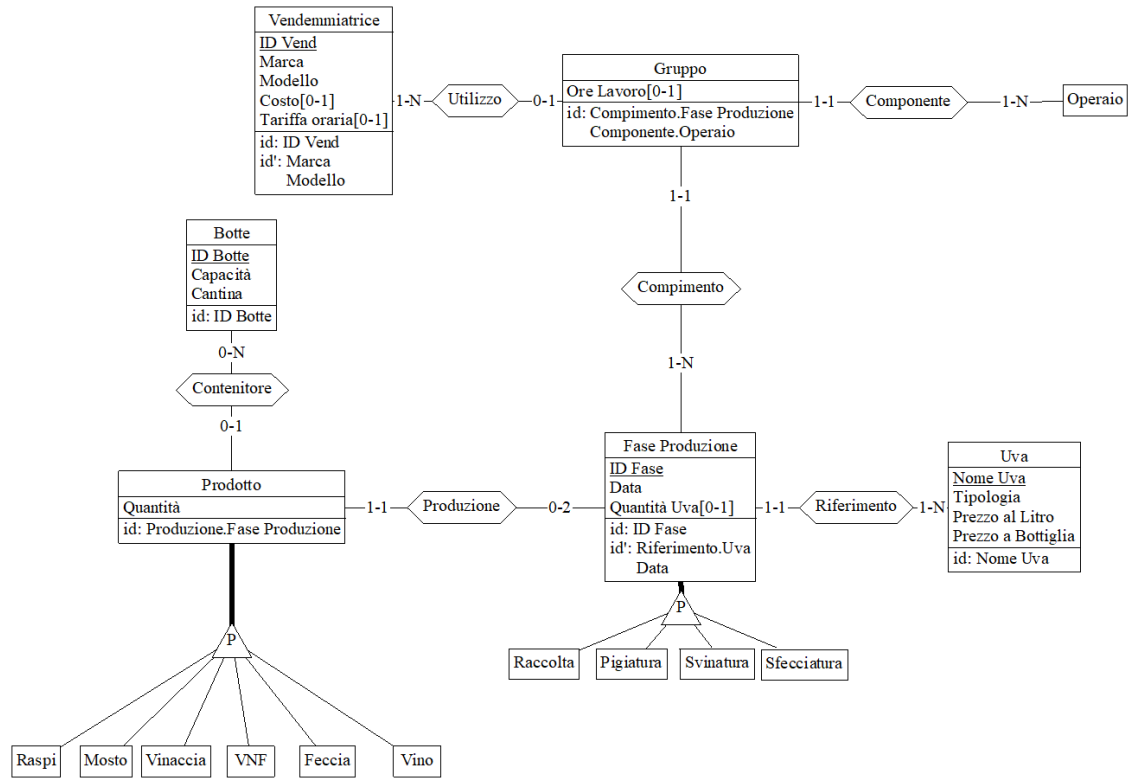 Vendemmiatrice
ID Vend
Marca
Modello
Costo[0-1]
Tariffa oraria[0-1]
id: ID Vend
id': Marca
Modello
1-N
Utilizzo
0-1
Gruppo
Ore Lavoro[0-1]
id: Compimento.Fase Produzione
Componente.Operaio
1-1
Componente
1-N
Operaio
1-1
Compimento
1-N
Botte
ID Botte
Capacità
Cantina
id: ID Botte
0-N
Contenitore
0-1
Prodotto
Quantità
id: Produzione.Fase Produzione
1-1
Produzione
0-2
Fase Produzione
ID Fase
Data
Quantità Uva[0-1]
id: ID Fase
id': Riferimento.Uva
Data
1-1
Riferimento
1-N
Uva
Nome Uva
Tipologia
Prezzo al Litro
Prezzo a Bottiglia
id: Nome Uva
P
Raccolta
Pigiatura
Svinatura
Sfecciatura
P
Raspi
Mosto
Vinaccia
VNF
Feccia
Vino